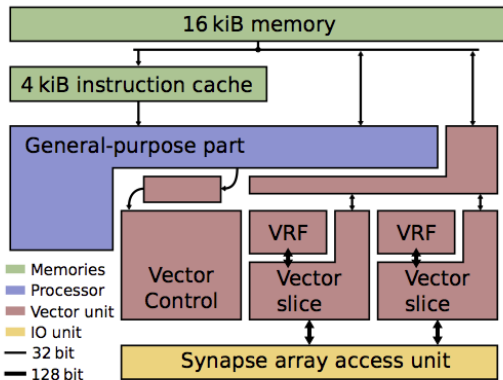 16 kiB memory
4 kiB instruction cache
General-purpose part
VRF
VRF
Vector
Control
Vector
slice
Vector
slice
Memories
Processor
Vector unit
IO unit
32 bit
128 bit
Synapse array access unit